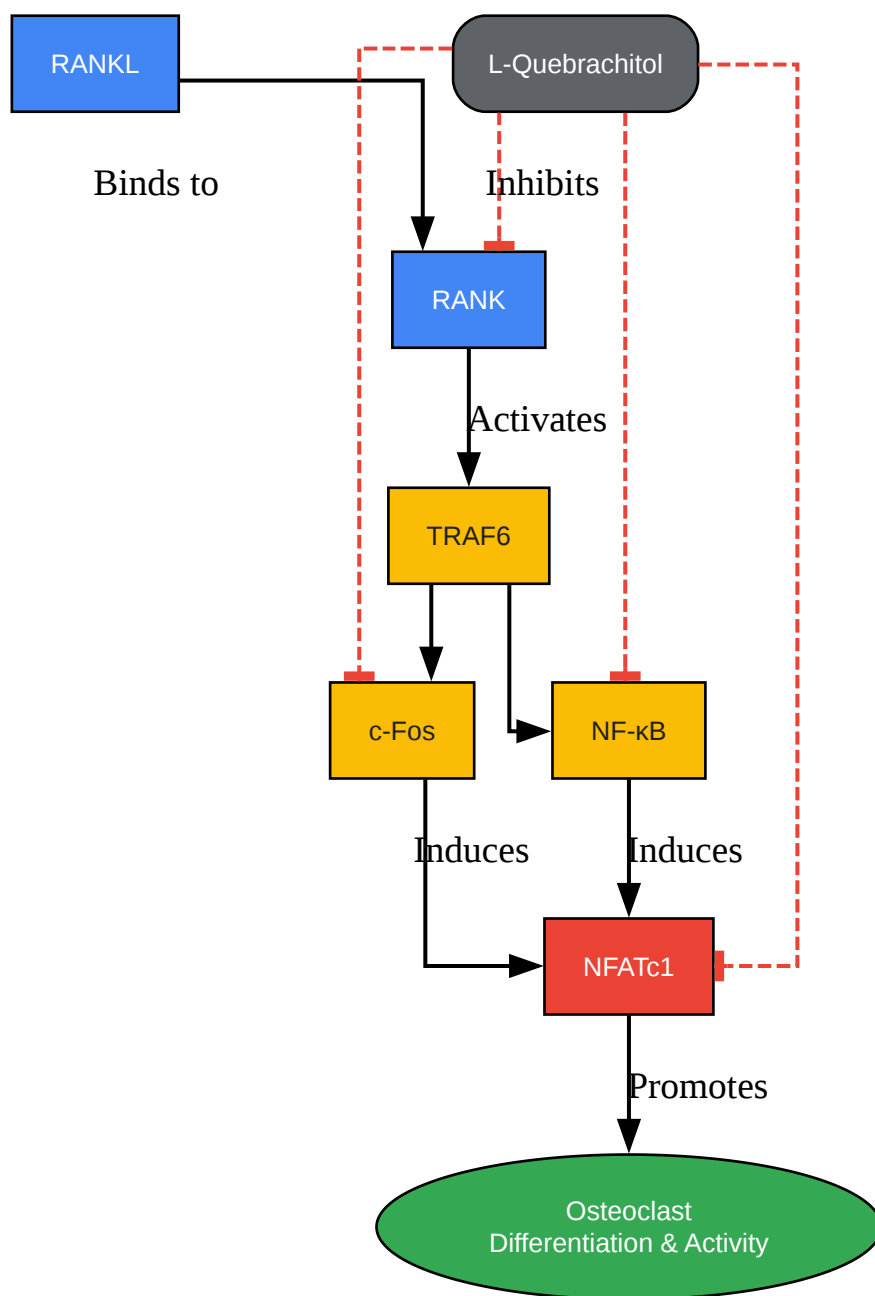 RANKL
L-Quebrachitol
Binds to
Inhibits
RANK
Activates
TRAF6
c-Fos
NF-κB
Induces
Induces
NFATc1
Promotes
Osteoclast
Differentiation & Activity